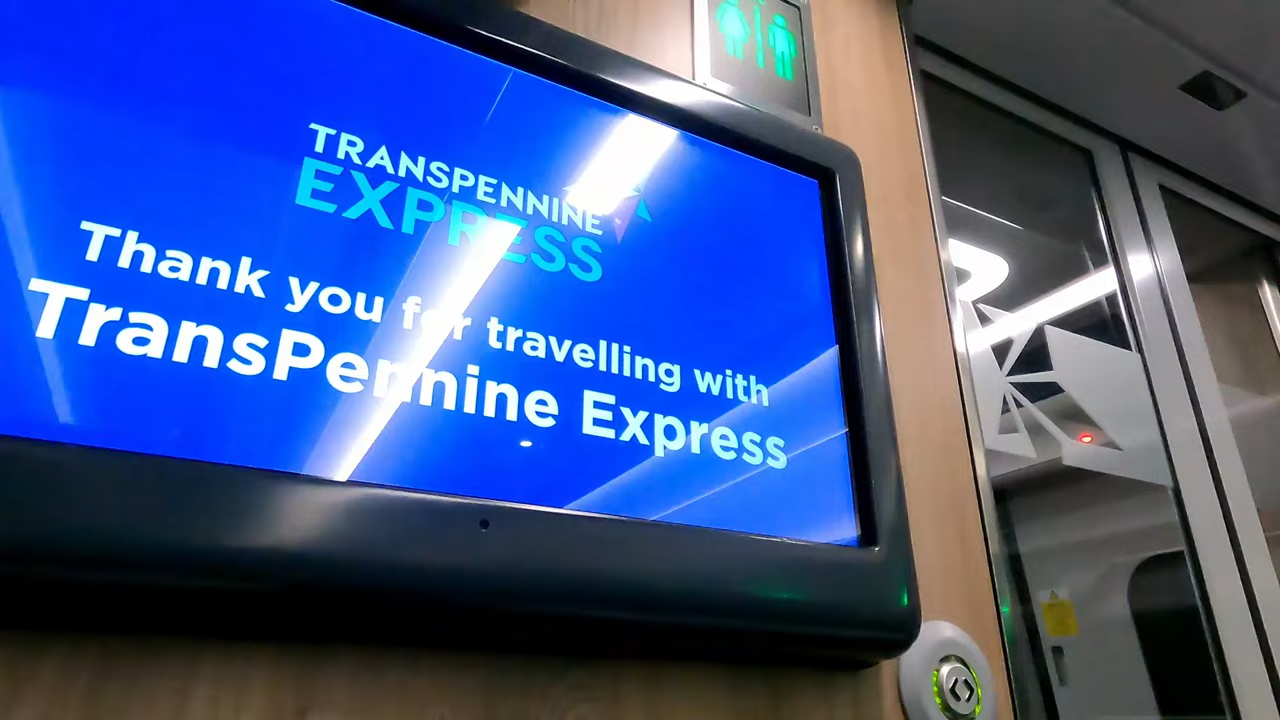 TRANSPENNINE
EXPRESS
Thank you for travelling with
TransPennine Express